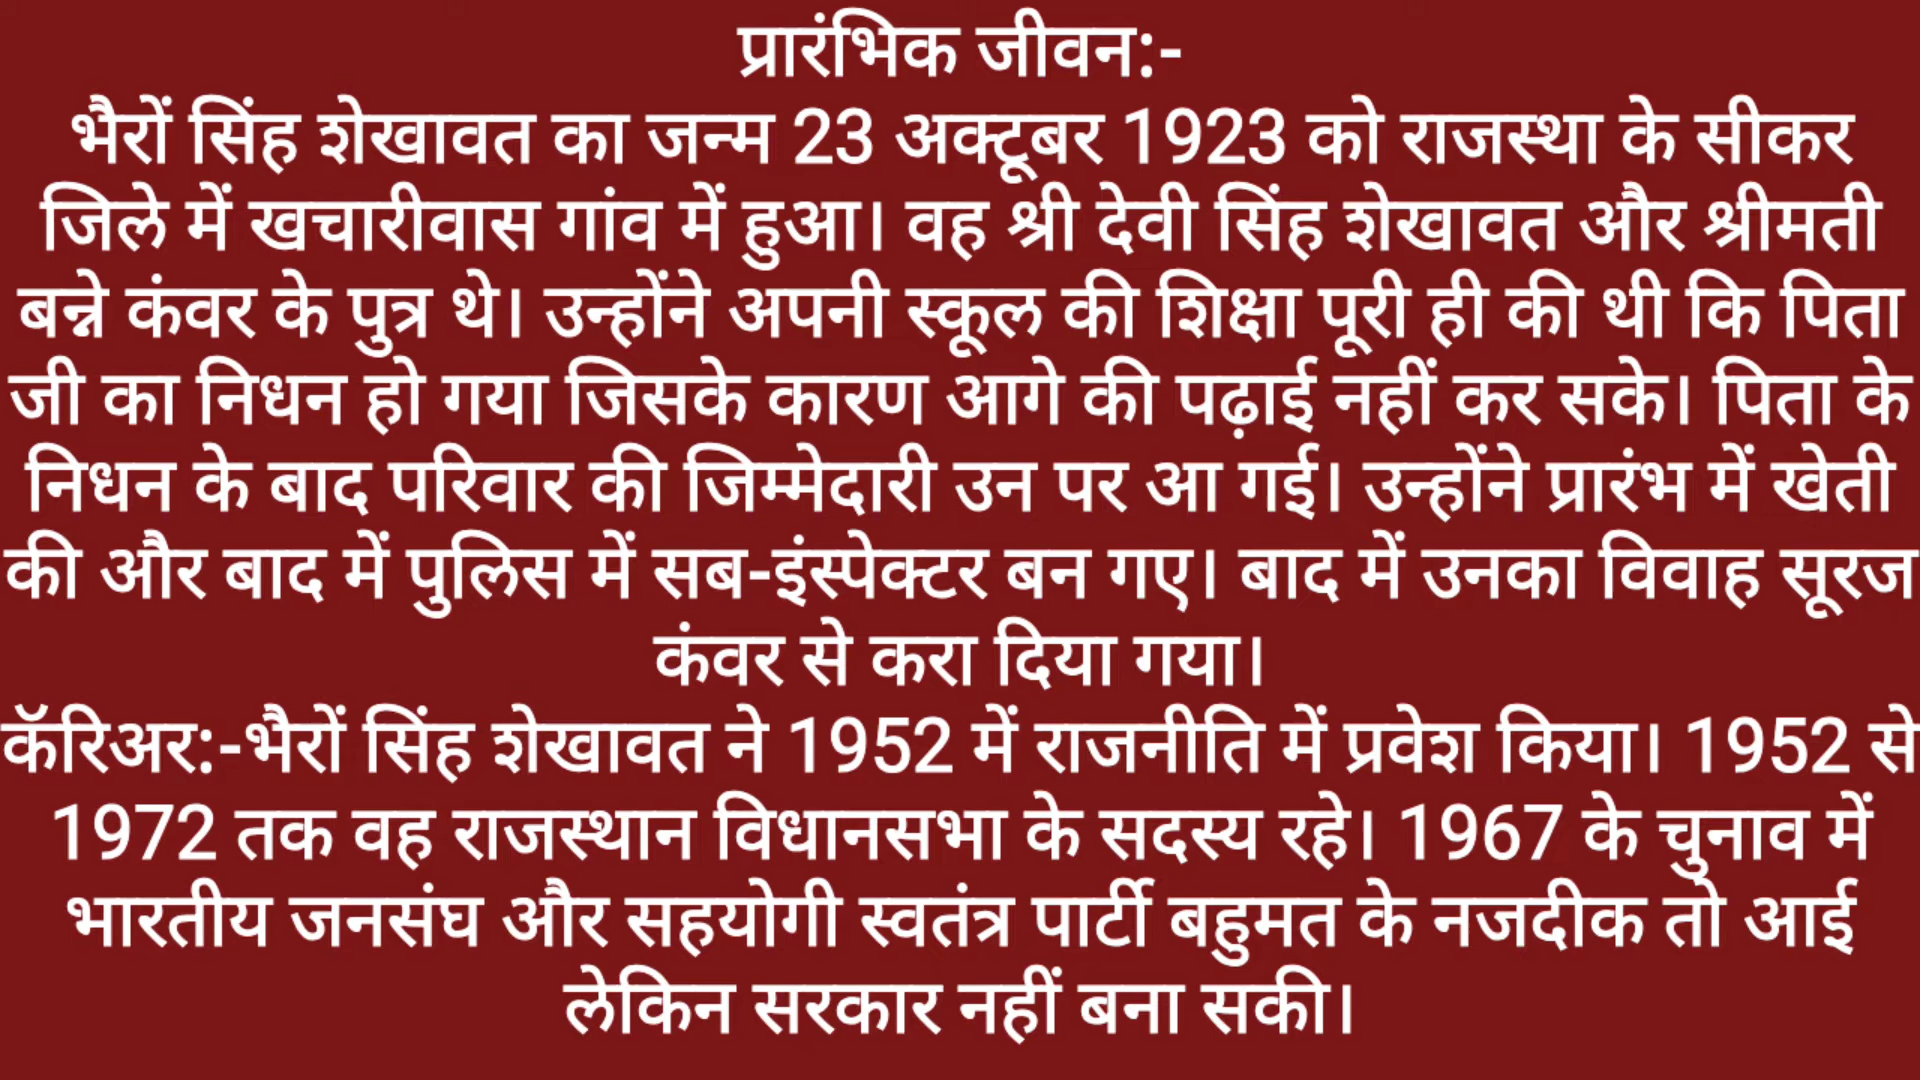 प्रारंभिक जीवन:-
भैरों सिंह शेखावत का जन्म 23 अक्टूबर 1923 को राजस्था के सीकर
जिले में खचारीवास गांव में हुआ। वह श्री देवी सिंह शेखावत और श्रीमती
बन्ने कंवर के पुत्र थे। उन्होंने अपनी स्कूल की शिक्षा पूरी ही की थी कि पिता
जी का निधन हो गया जिसके कारण आगे की पढ़ाई नहीं कर सके। पिता के
निधन के बाद परिवार की जिम्मेदारी उन पर आ गई। उन्होंने प्रारंभ में खेती
की और बाद में पुलिस में सब-इंस्पेक्टर बन गए। बाद में उनका विवाह सूरज
कंवर से करा दिया गया।
कॅरिअर:-भैरों सिंह शेखावत ने 1952 में राजनीति में प्रवेश किया। 1952 से
1972 तक वह राजस्थान विधानसभा के सदस्य रहे। 1967 के चुनाव में
भारतीय जनसंघ और सहयोगी स्वतंत्र पार्टी बहुमत के नजदीक तो आई
लेकिन सरकार नहीं बना सकी।